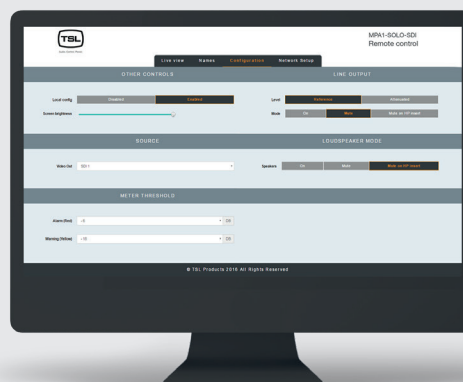 TSL
MPA1-SOLO-SDI
Remote control
Live view Names Configuration Network Setup
OTHER CONTROLS
LINE OUTPUT
Local config Disabled Enabled
Level Reference Attenuated
Screen brightness
Mode On Mute Mute on HP insert
SOURCE
LOUDSPEAKER MODE
Video Out SDI 1
Speakers On Mute Mute on HP insert
METER THRESHOLD
Alarm (Red)
Warning (Yellow)
© TSL Products 2016 All Rights Reserved